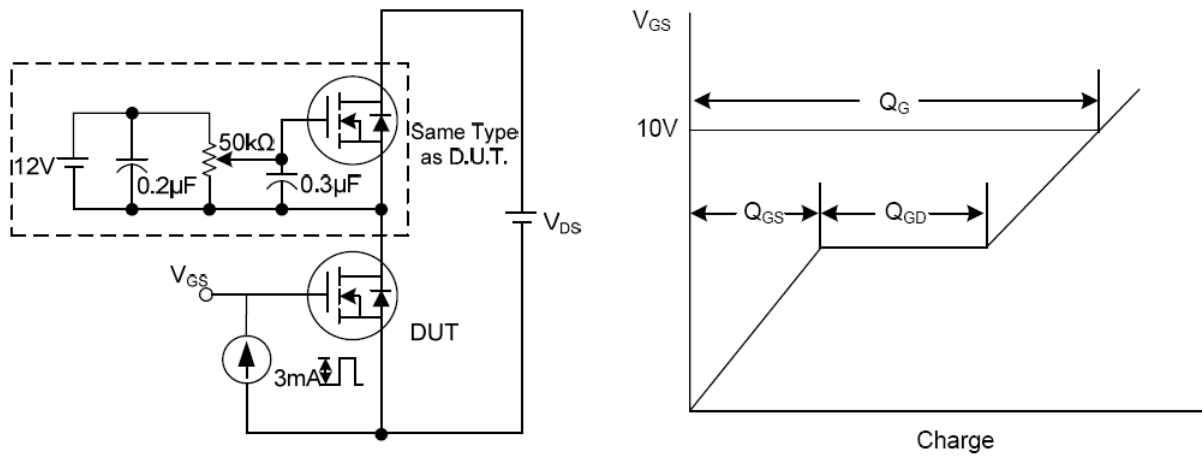 12V
0.2µF
50kΩ
0.3µF
Same Type
as D.U.T.
V_DS
V_GS
DUT
3mA
V_GS
Q_G
10V
Q_GS
Q_GD
Charge